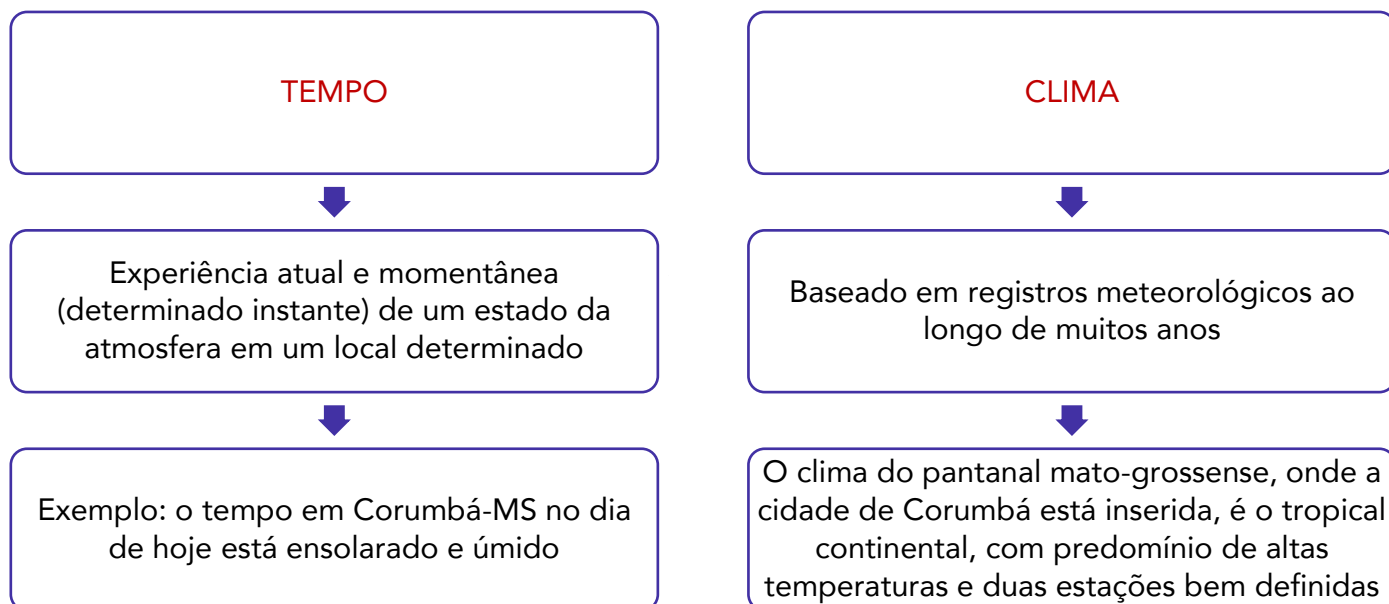 TEMPO
Experiência atual e momentânea
(determinado instante) de um estado da
atmosfera em um local determinado
Exemplo: o tempo em Corumbá-MS no dia
de hoje está ensolarado e úmido
CLIMA
Baseado em registros meteorológicos ao
longo de muitos anos
O clima do pantanal mato-grossense, onde a
cidade de Corumbá está inserida, é o tropical
continental, com predomínio de altas
temperaturas e duas estações bem definidas